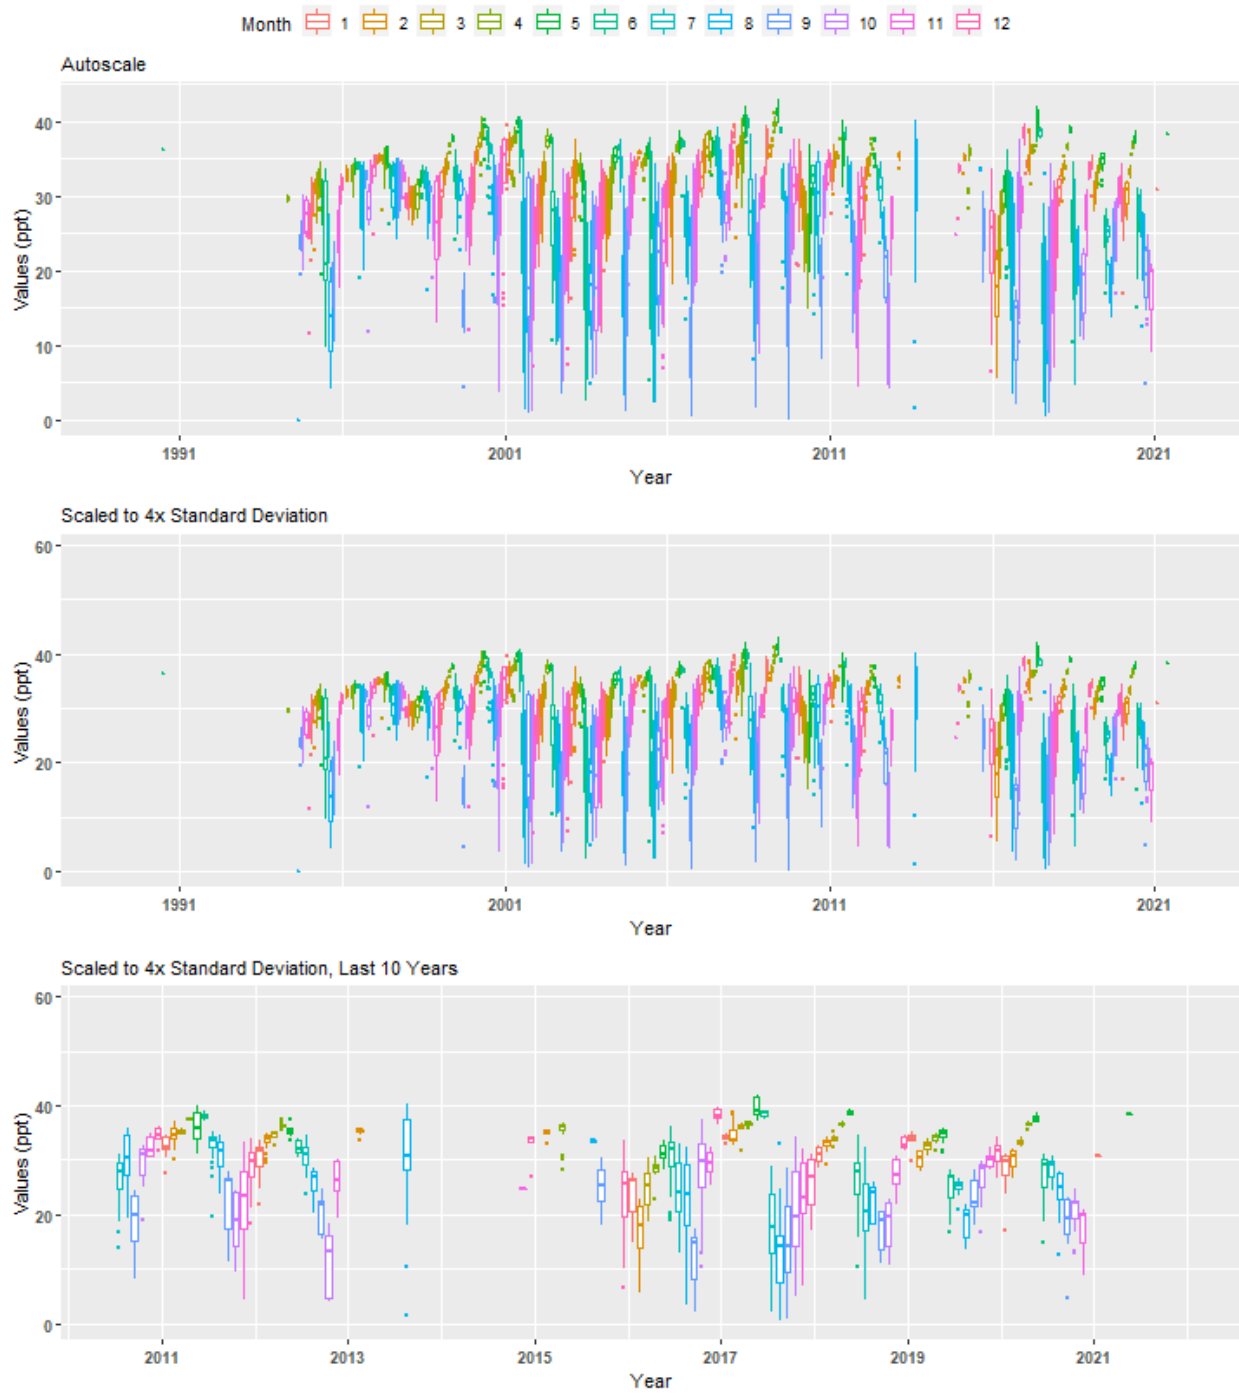 Month 1 2 3 4 5 6 7 8 9 10 11 12
Autoscale
Values (ppt)
40
30
20
10
0
1991 2001 2011 2021
Year
Scaled to 4x Standard Deviation
Values (ppt)
60
40
20
0
1991 2001 2011 2021
Year
Scaled to 4x Standard Deviation, Last 10 Years
Values (ppt)
60
40
20
0
2011 2013 2015 2017 2019 2021
Year